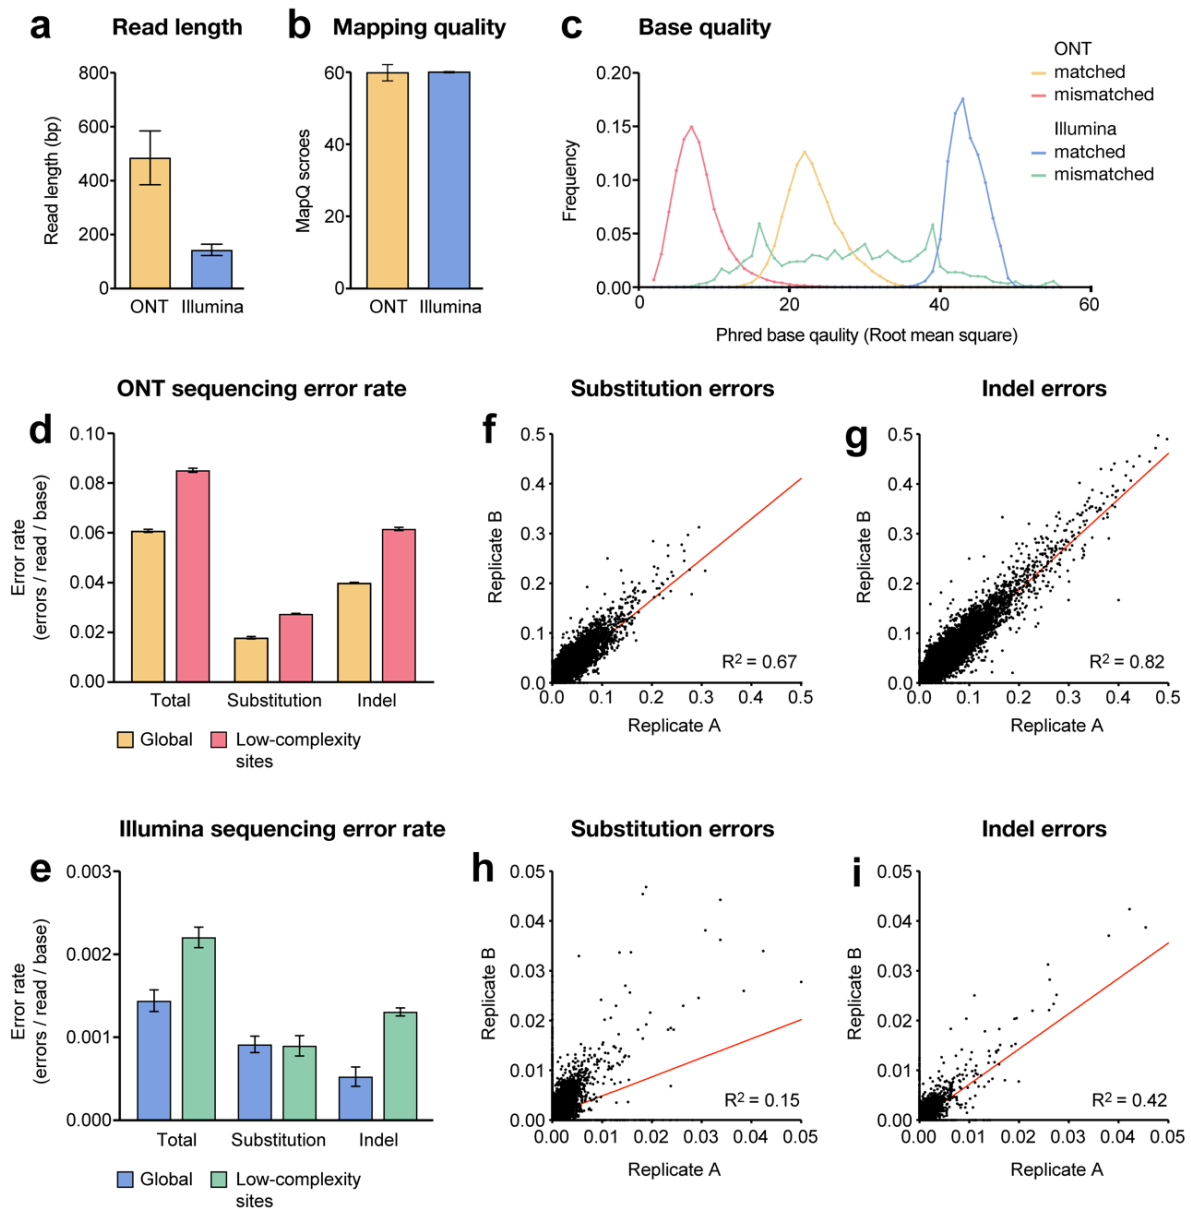 a Read length
b Mapping quality
c Base quality
Read length (bp)
800
600
400
200
0
ONT Illumina
MapQ scroes
60
40
20
0
ONT Illumina
Frequency
0.20
0.15
0.10
0.05
0.00
0 20 40 60
Phred base qaulity (Root mean square)
ONT
matched
mismatched
Illumina
matched
mismatched
ONT sequencing error rate
d
Error rate
(errors / read / base)
0.10
0.08
0.06
0.04
0.02
0.00
Total Substitution Indel
Global
Low-complexity
sites
Substitution errors
f
Replicate B
0.5
0.4
0.3
0.2
0.1
0.0
R² = 0.67
0.0 0.1 0.2 0.3 0.4 0.5
Replicate A
Indel errors
g
Replicate B
0.5
0.4
0.3
0.2
0.1
0.0
R² = 0.82
0.0 0.1 0.2 0.3 0.4 0.5
Replicate A
Illumina sequencing error rate
e
Error rate
(errors / read / base)
0.003
0.002
0.001
0.000
Total Substitution Indel
Global
Low-complexity
sites
Substitution errors
h
Replicate B
0.05
0.04
0.03
0.02
0.01
0.00
R² = 0.15
0.00 0.01 0.02 0.03 0.04 0.05
Replicate A
Indel errors
i
Replicate B
0.05
0.04
0.03
0.02
0.01
0.00
R² = 0.42
0.00 0.01 0.02 0.03 0.04 0.05
Replicate A